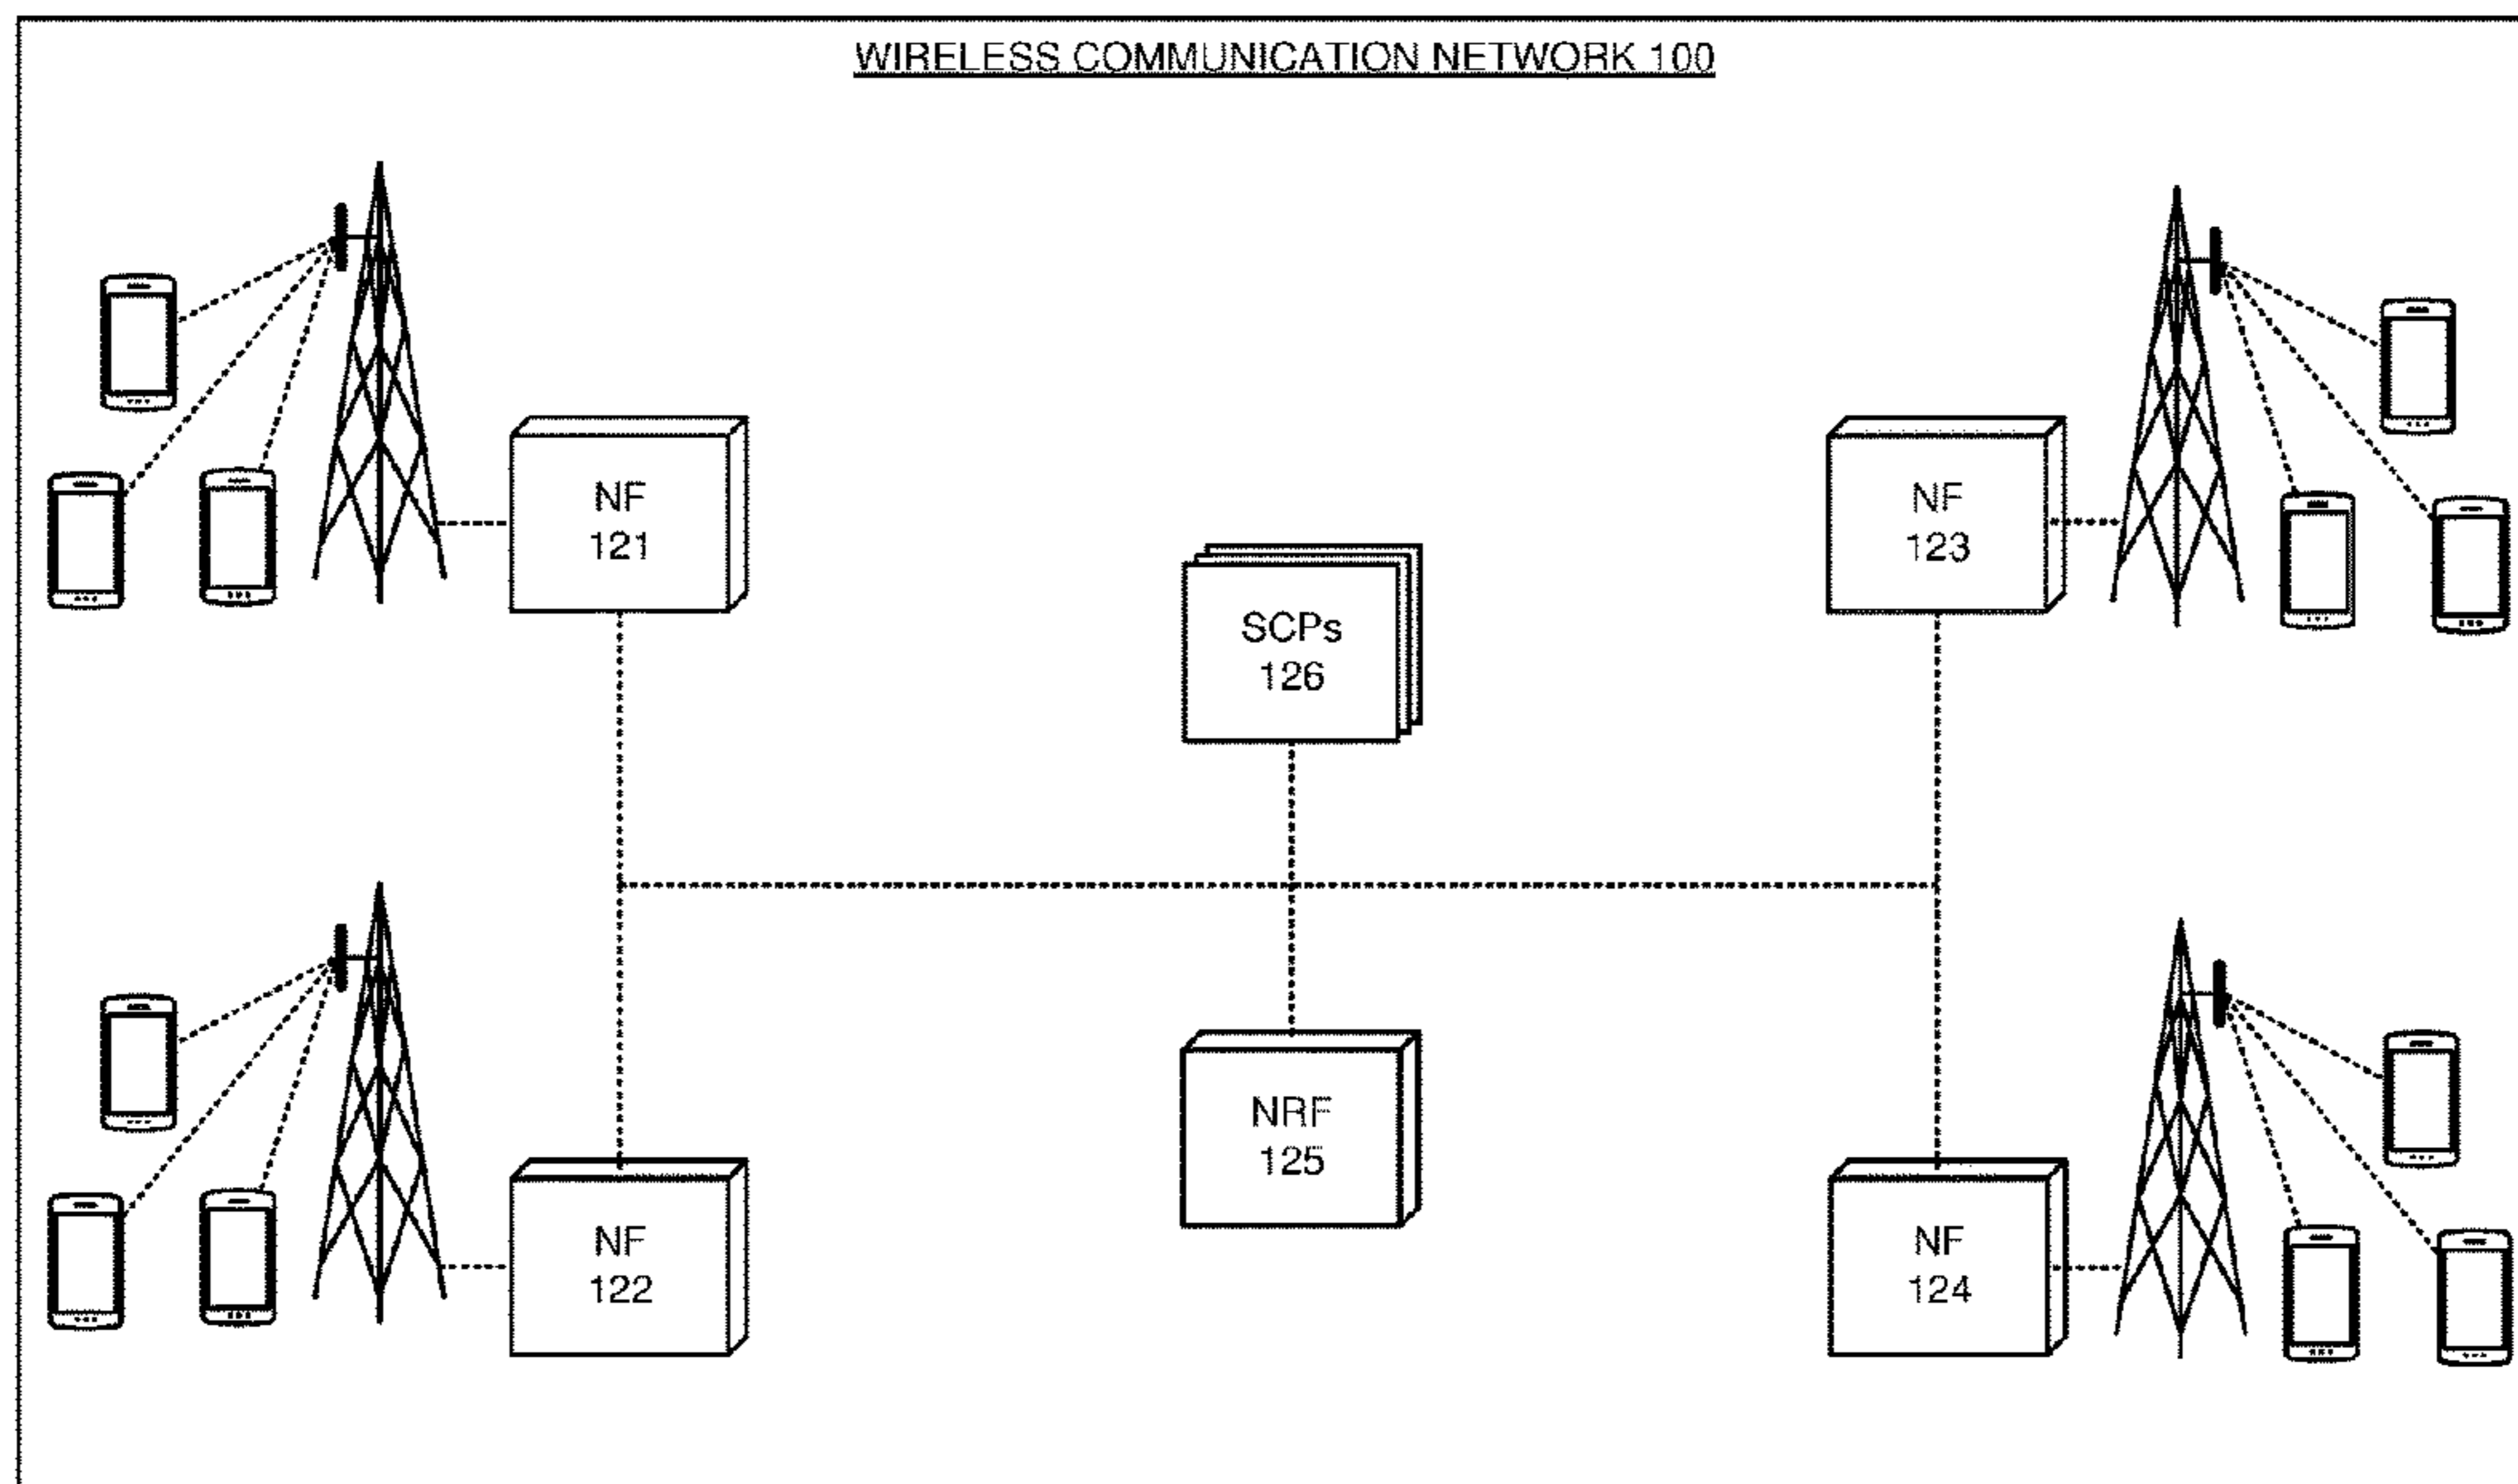 WIRELESS COMMUNICATION NETWORK 100
NF
121
NF
123
SCPs
126
NRF
125
NF
122
NF
124